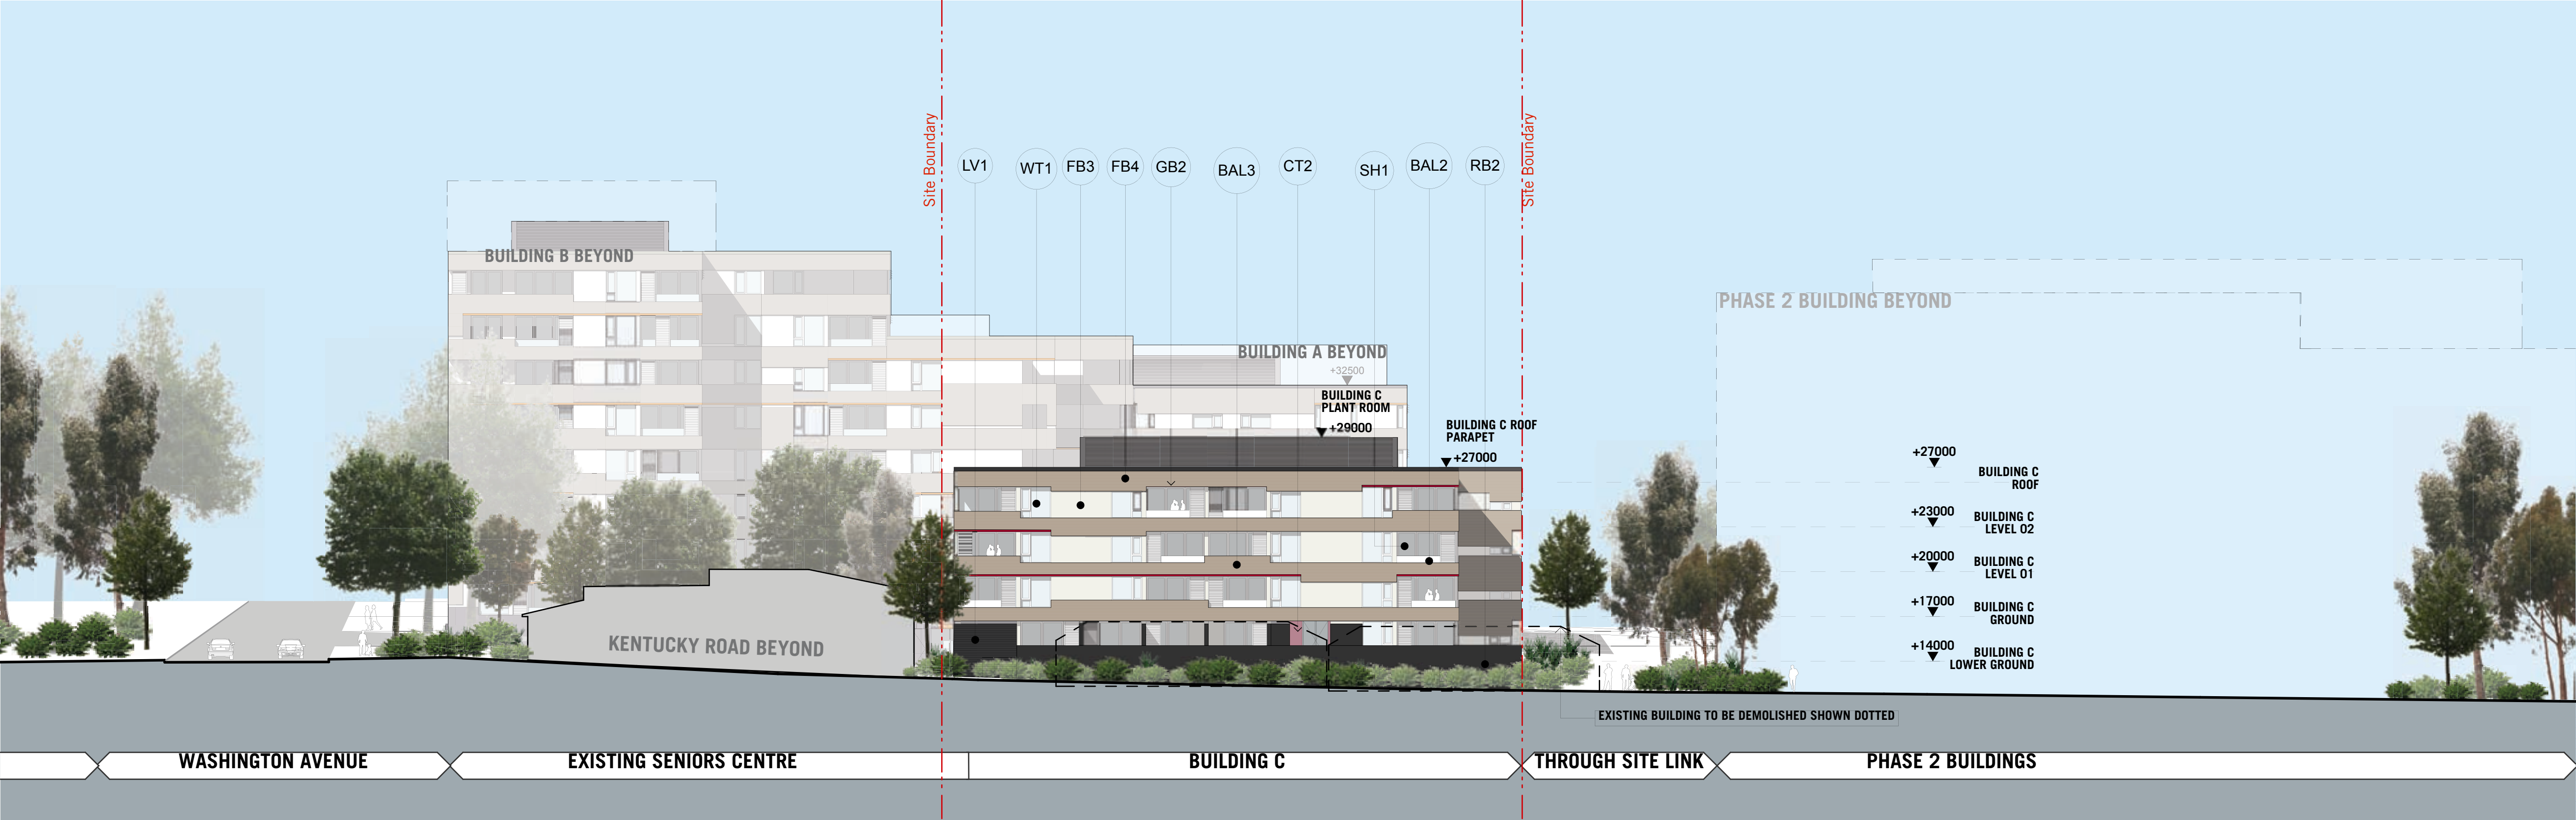 Site Boundary
Site Boundary
LV1
WT1
FB3
FB4
GB2
BAL3
CT2
SH1
BAL2
RB2
BUILDING B BEYOND
PHASE 2 BUILDING BEYOND
BUILDING A BEYOND
+32500
BUILDING C
PLANT ROOM
+29000
BUILDING C ROOF
PARAPET
+27000
+27000
BUILDING C
ROOF
+23000
BUILDING C
LEVEL 02
+20000
BUILDING C
LEVEL 01
+17000
BUILDING C
GROUND
+14000
BUILDING C
LOWER GROUND
KENTUCKY ROAD BEYOND
EXISTING BUILDING TO BE DEMOLISHED SHOWN DOTTED
WASHINGTON AVENUE
EXISTING SENIORS CENTRE
BUILDING C
THROUGH SITE LINK
PHASE 2 BUILDINGS